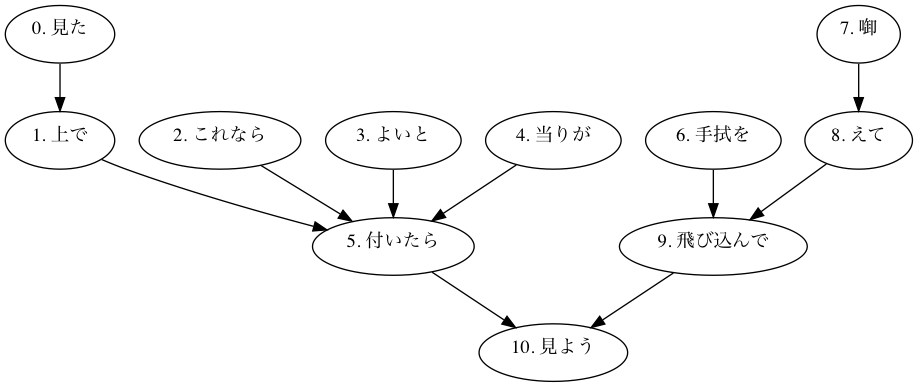 0. 見た
7. 啣
1. 上で
2. これなら
3. よいと
4. 当りが
6. 手拭を
8. えて
5. 付いたら
9. 飛び込んで
10. 見よう